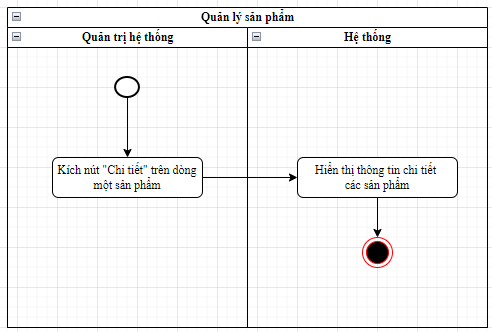 Quản lý sản phẩm
Quản trị hệ thống
Hệ thống
Kích nút "Chi tiết" trên dòng
một sản phẩm
Hiển thị thông tin chi tiết
các sản phẩm